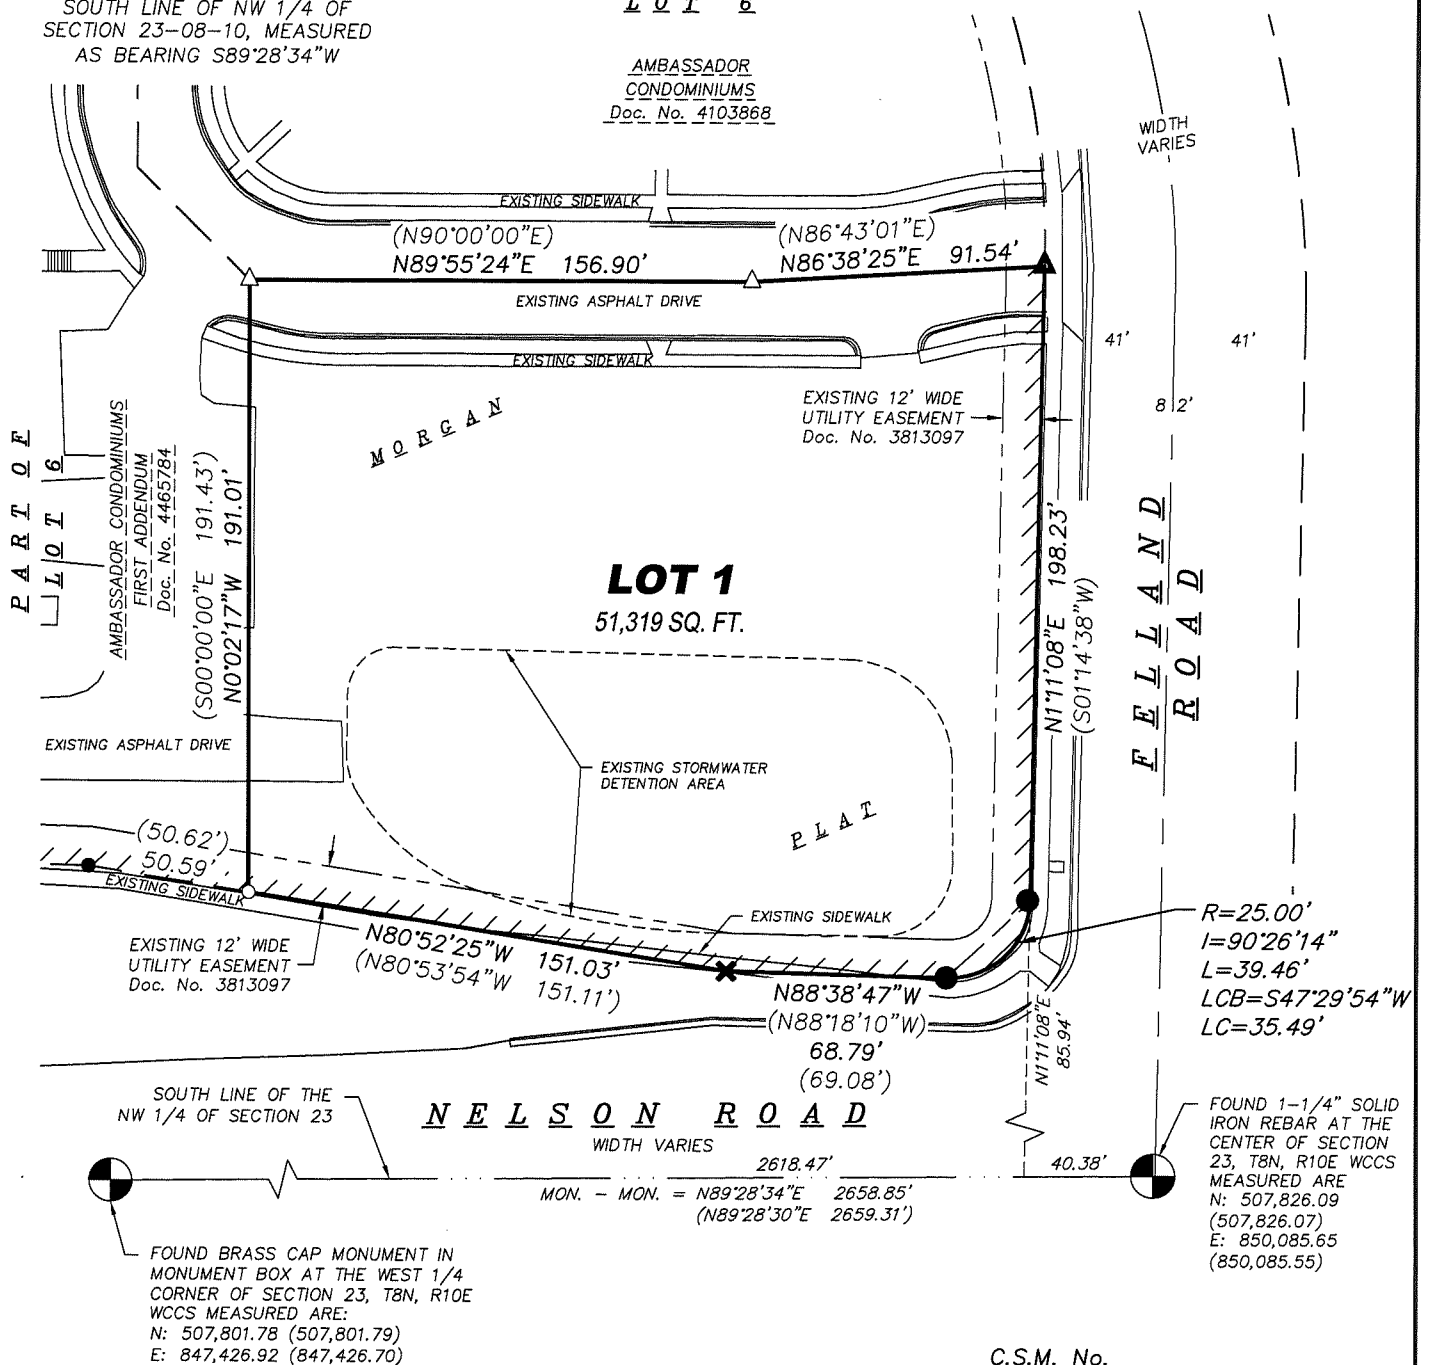 SOUTH LINE OF NW 1/4 OF
SECTION 23-08-10, MEASURED
AS BEARING S89°28'34"W
LOT 6
AMBASSADOR
CONDOMINIUMS
Doc. No. 4103868
WIDTH
VARIES
EXISTING SIDEWALK
(N90°00'00"E)
N89°55'24"E 156.90'
(N86°43'01"E)
N86°38'25"E 91.54'
EXISTING ASPHALT DRIVE
EXISTING SIDEWALK
41'
41'
82'
EXISTING 12' WIDE
UTILITY EASEMENT
Doc. No. 3813097
MORGAN
PART OF
LOT 6
AMBASSADOR CONDOMINIUMS
FIRST ADDENDUM
Doc. No. 4465784
(S00°00'00"E 191.43')
N0°02'17"W 191.01'
LOT 1
51,319 SQ. FT.
N1°11'08"E 198.23'
(S01°14'38"W)
FELLAND
ROAD
EXISTING ASPHALT DRIVE
EXISTING STORMWATER
DETENTION AREA
PLAT
(50.62')
50.59'
EXISTING SIDEWALK
EXISTING 12' WIDE
UTILITY EASEMENT
Doc. No. 3813097
N80°52'25"W 151.03'
(N80°53'54"W 151.11')
EXISTING SIDEWALK
N88°38'47"W
(N88°18'10"W)
68.79'
(69.08')
R=25.00'
I=90°26'14"
L=39.46'
LCB=S47°29'54"W
LC=35.49'
N1°11'08"E
85.94'
SOUTH LINE OF THE
NW 1/4 OF SECTION 23
NELSON ROAD
WIDTH VARIES
2618.47'
40.38'
MON. - MON. = N89°28'34"E 2658.85'
(N89°28'30"E 2659.31')
FOUND 1-1/4" SOLID
IRON REBAR AT THE
CENTER OF SECTION
23, T8N, R10E WCCS
MEASURED ARE
N: 507,826.09
(507,826.07)
E: 850,085.65
(850,085.55)
FOUND BRASS CAP MONUMENT IN
MONUMENT BOX AT THE WEST 1/4
CORNER OF SECTION 23, T8N, R10E
WCCS MEASURED ARE:
N: 507,801.78 (507,801.79)
E: 847,426.92 (847,426.70)
C.S.M. No.